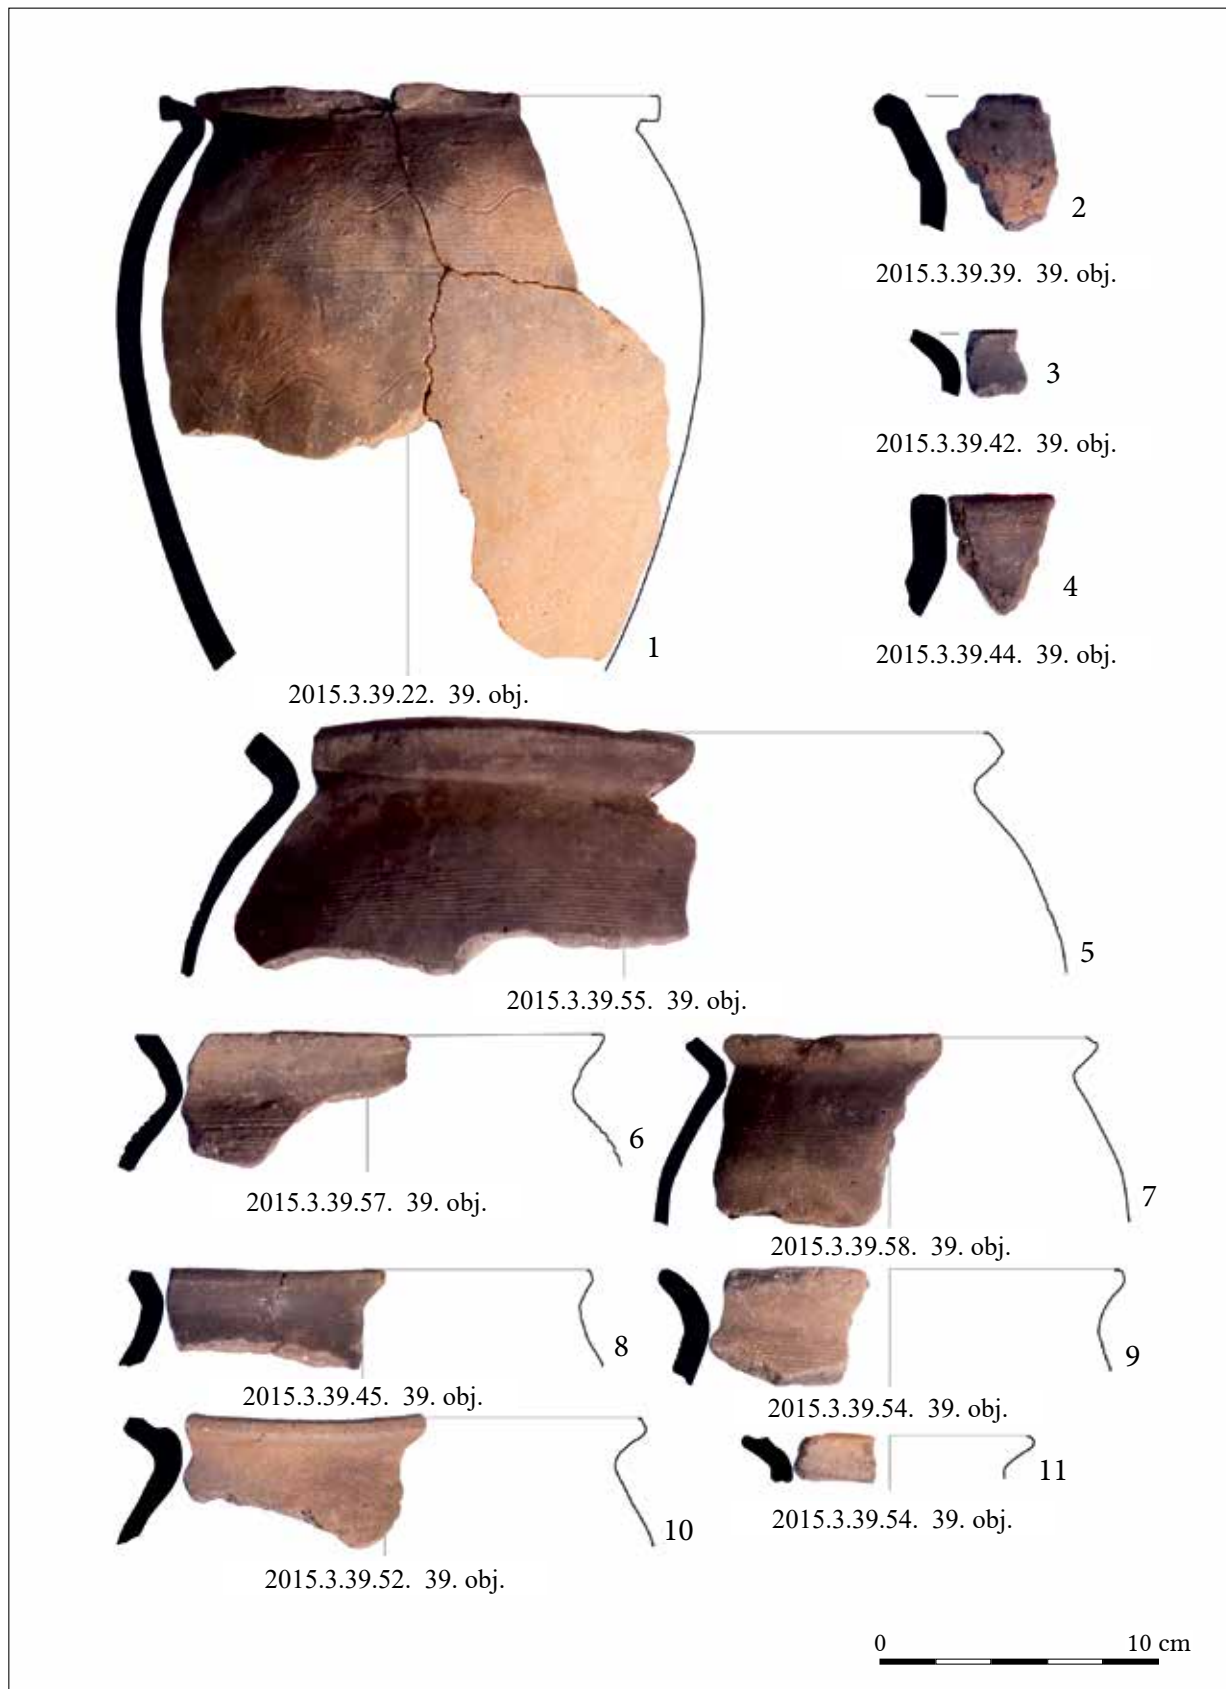 2
2015.3.39.39. 39. obj.
3
2015.3.39.42. 39. obj.
4
2015.3.39.44. 39. obj.
1
2015.3.39.22. 39. obj.
5
2015.3.39.55. 39. obj.
6
2015.3.39.57. 39. obj.
7
2015.3.39.58. 39. obj.
8
2015.3.39.45. 39. obj.
9
2015.3.39.54. 39. obj.
10
2015.3.39.52. 39. obj.
11
2015.3.39.54. 39. obj.
0 10 cm